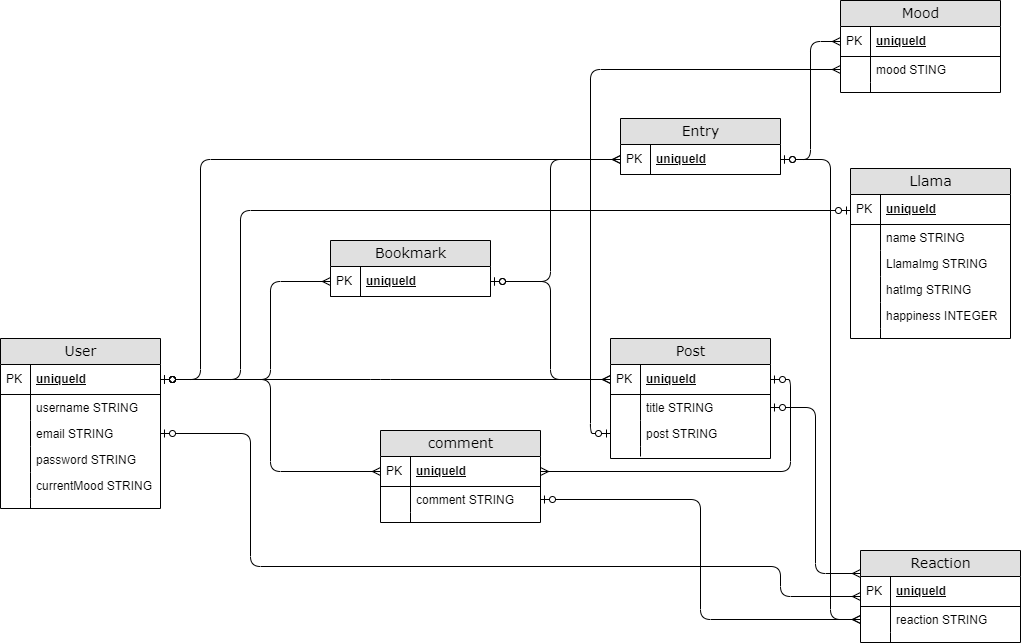 Mood
PK uniqueId
mood STING
Entry
PK uniqueId
Llama
PK uniqueId
name STRING
LlamaImg STRING
hatImg STRING
happiness INTEGER
Bookmark
PK uniqueId
User
PK uniqueId
username STRING
email STRING
password STRING
currentMood STRING
Post
PK uniqueId
title STRING
post STRING
comment
PK uniqueId
comment STRING
Reaction
PK uniqueId
reaction STRING